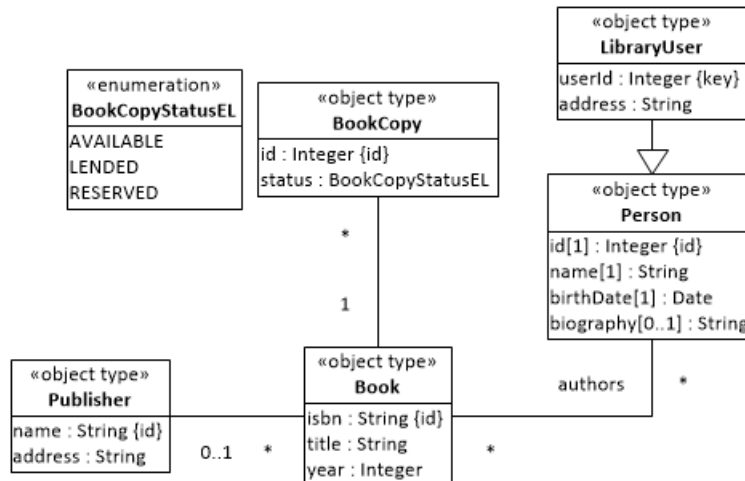 «object type»
LibraryUser
userId : Integer {key}
address : String
«enumeration»
BookCopyStatusEL
AVAILABLE
LENDED
RESERVED
«object type»
BookCopy
id : Integer {id}
status : BookCopyStatusEL
«object type»
Person
id[1] : Integer {id}
name[1] : String
birthDate[1] : Date
biography[0..1] : String
*
1
authors
*
«object type»
Publisher
name : String {id}
address : String
0..1
*
«object type»
Book
isbn : String {id}
title : String
year : Integer
*